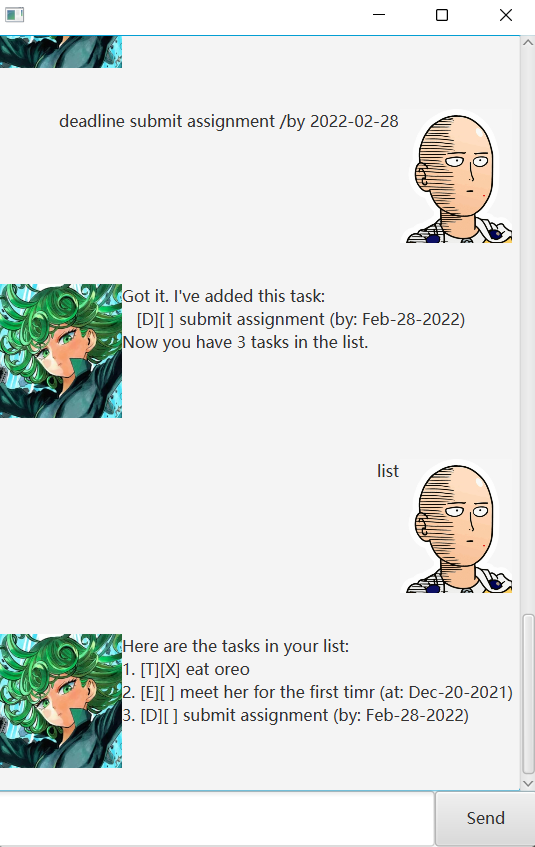 deadline submit assignment /by 2022-02-28
Got it. I've added this task:
[D][ ] submit assignment (by: Feb-28-2022)
Now you have 3 tasks in the list.
list
Here are the tasks in your list:
1. [T][X] eat oreo
2. [E][ ] meet her for the first timr (at: Dec-20-2021)
3. [D][ ] submit assignment (by: Feb-28-2022)
Send